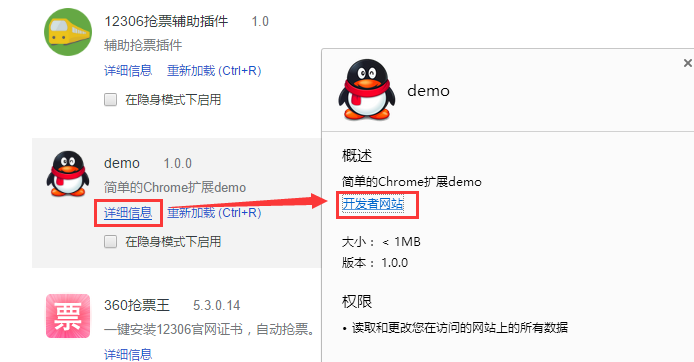 12306抢票辅助插件 1.0
辅助抢票插件
详细信息 重新加载 (Ctrl+R)
在隐身模式下启用
demo 1.0.0
简单的Chrome扩展demo
详细信息 重新加载 (Ctrl+R)
在隐身模式下启用
票
360抢票王 5.3.0.14
一键安装12306官网证书，自动抢票。
详细信息
×
demo
概述
简单的Chrome扩展demo
开发者网站
大小： < 1MB
版本： 1.0.0
权限
• 读取和更改您在访问的网站上的所有数据